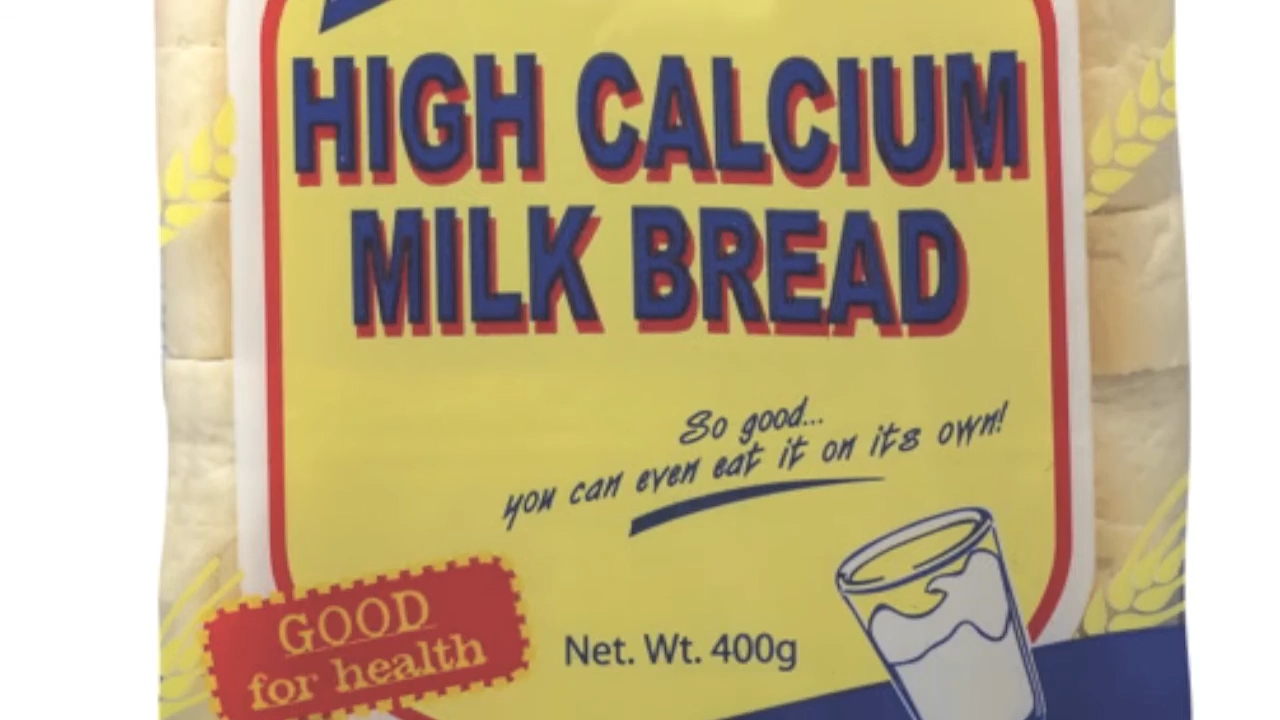 HIGH CALCIUM
MILK BREAD
So good...
you can even eat it on its own!
GOOD
for health
Net. Wt. 400g